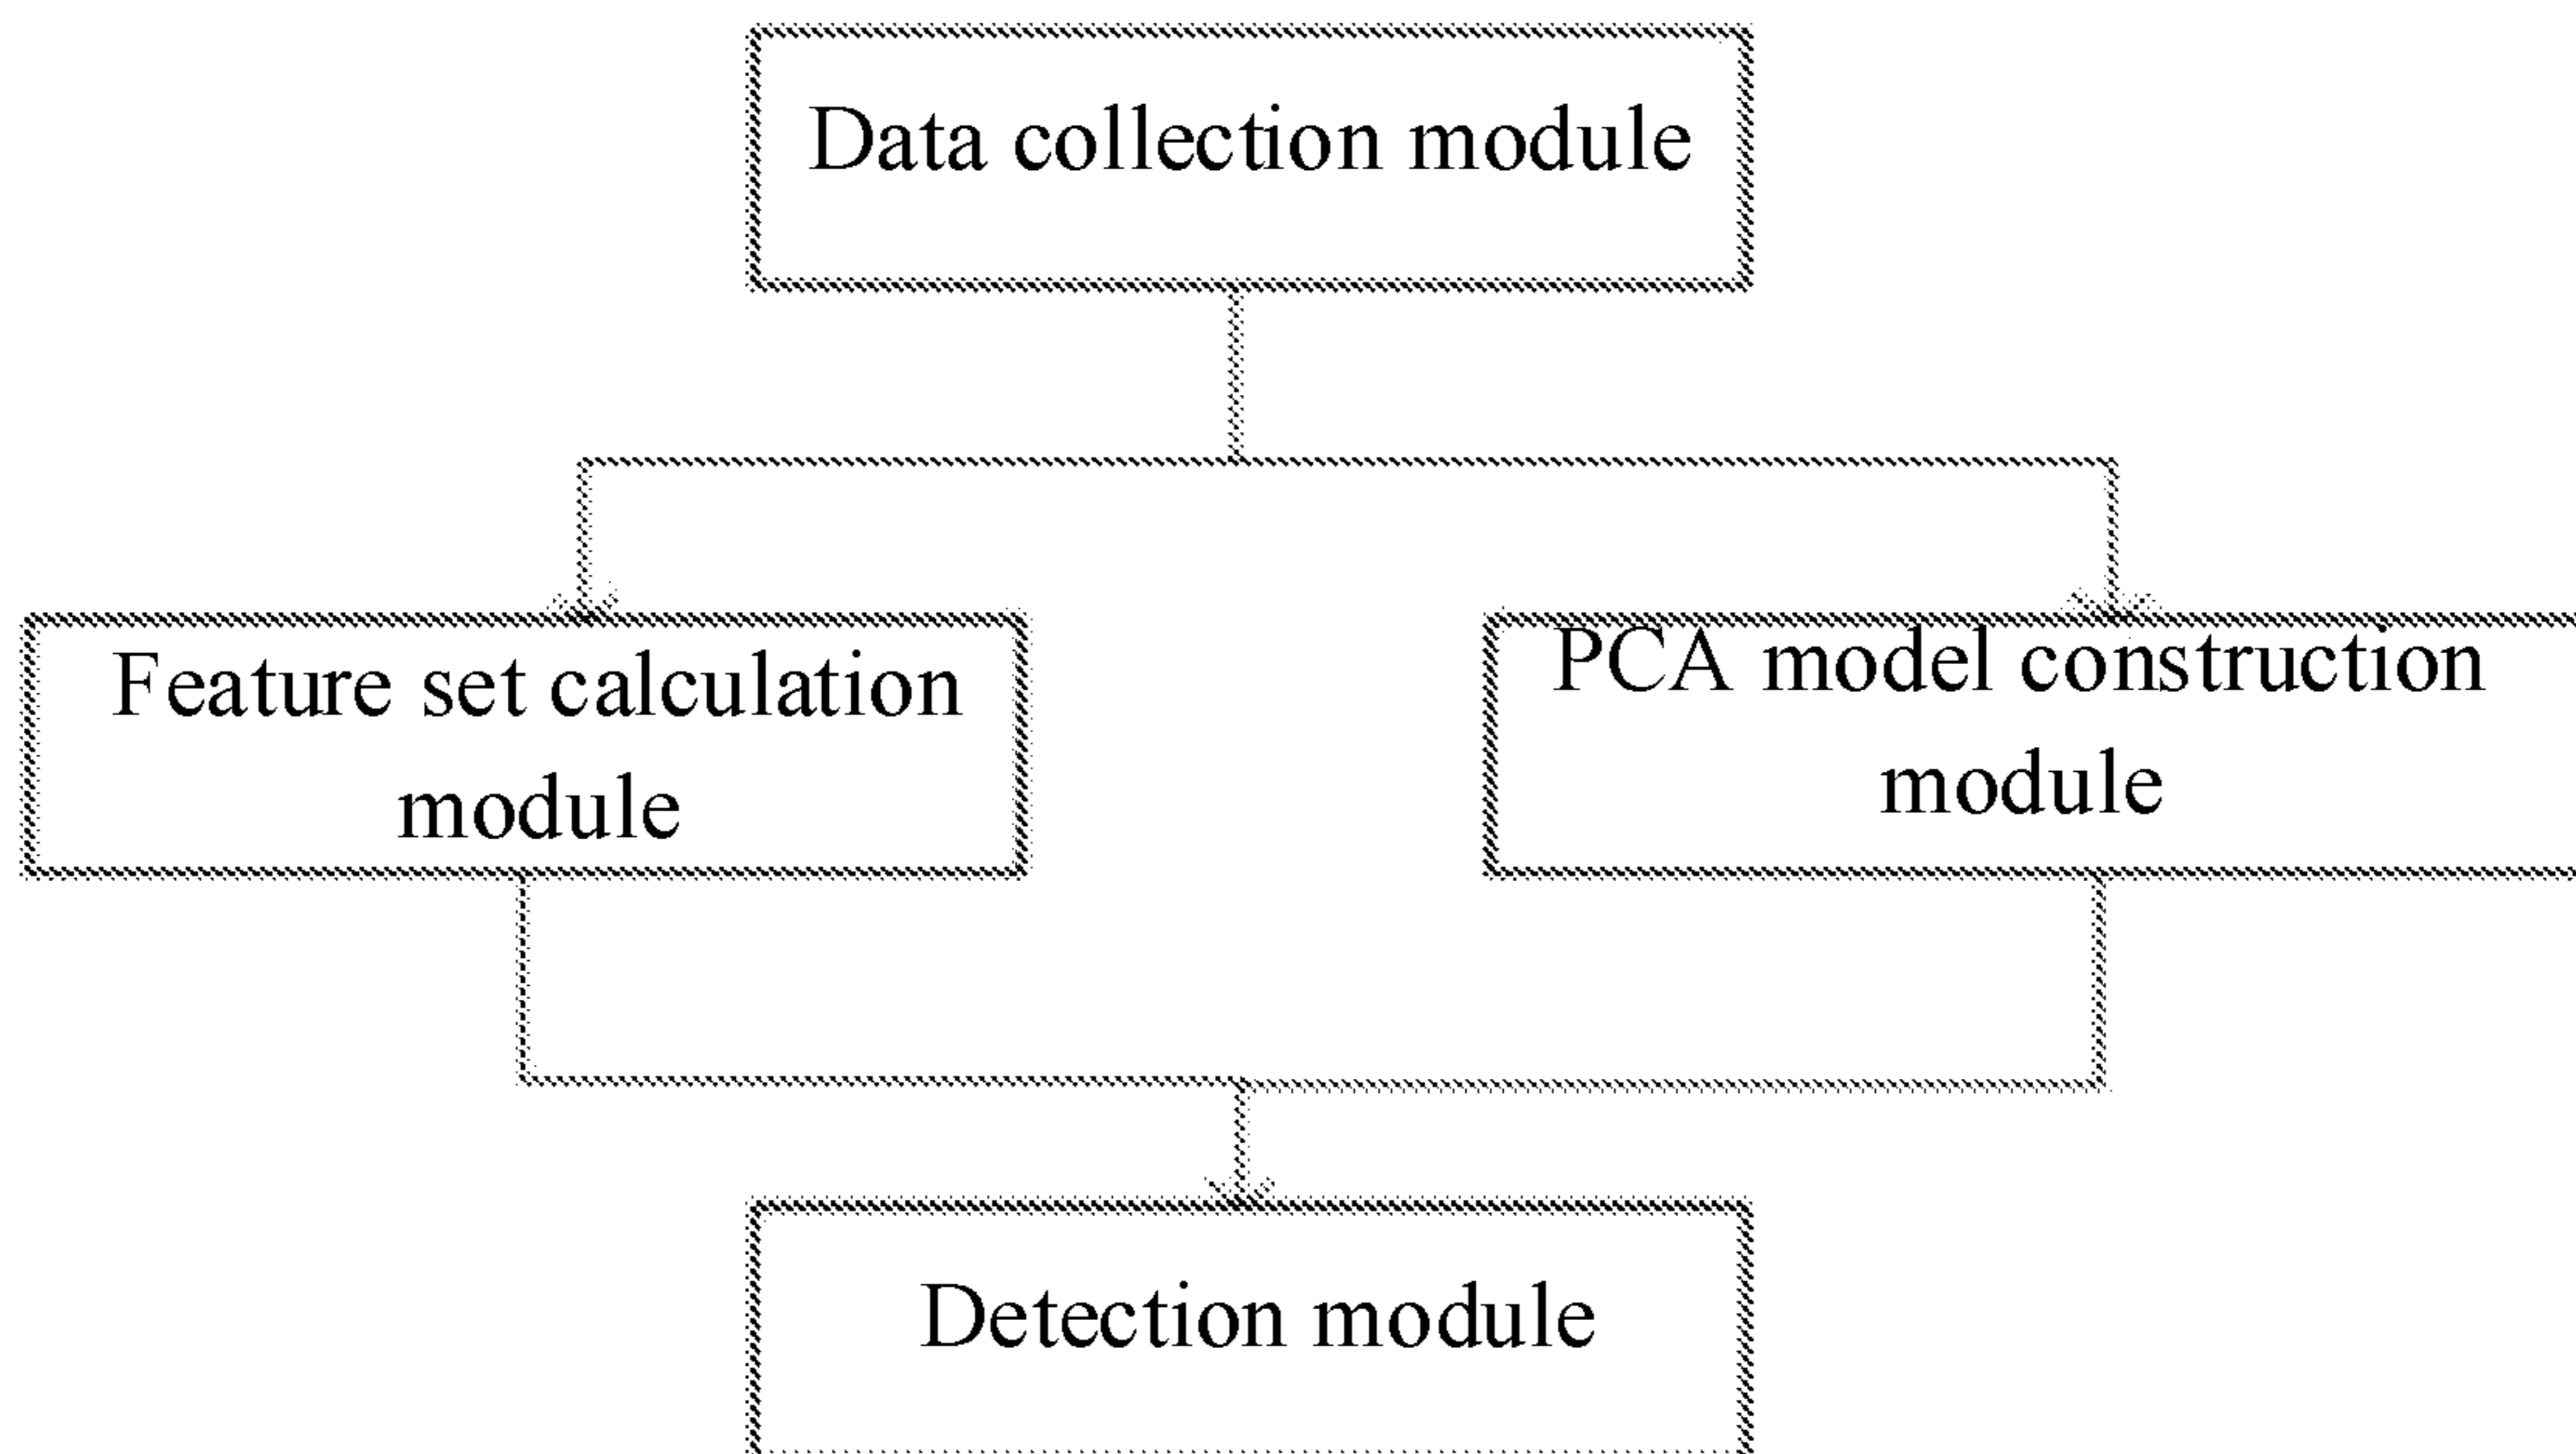 Data collection module
Feature set calculation
module
PCA model construction
module
Detection module